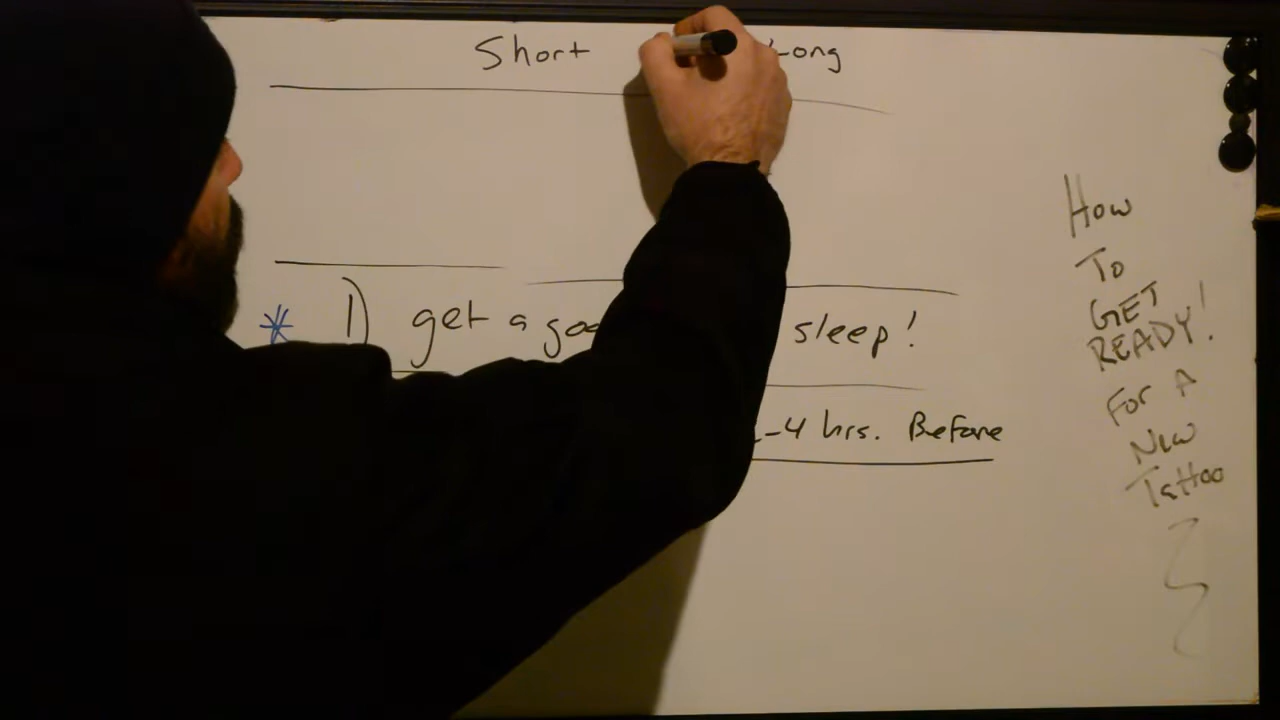 Short Long
* 1) get a goo sleep!
-4 hrs. Before
How
To
GET
READY!
For A
New
Tattoo